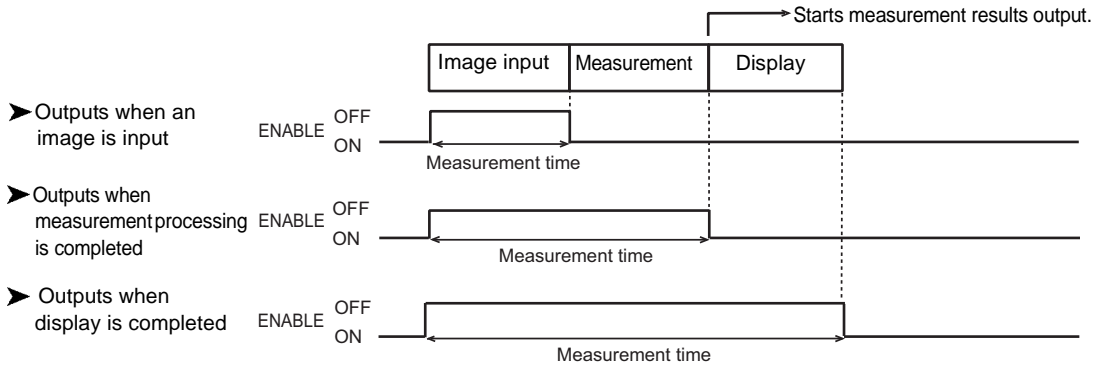 Starts measurement results output.
Image input Measurement Display
➤ Outputs when an
image is input
ENABLE OFF
ON
Measurement time
➤ Outputs when
measurement processing
is completed
ENABLE OFF
ON
Measurement time
➤ Outputs when
display is completed
ENABLE OFF
ON
Measurement time